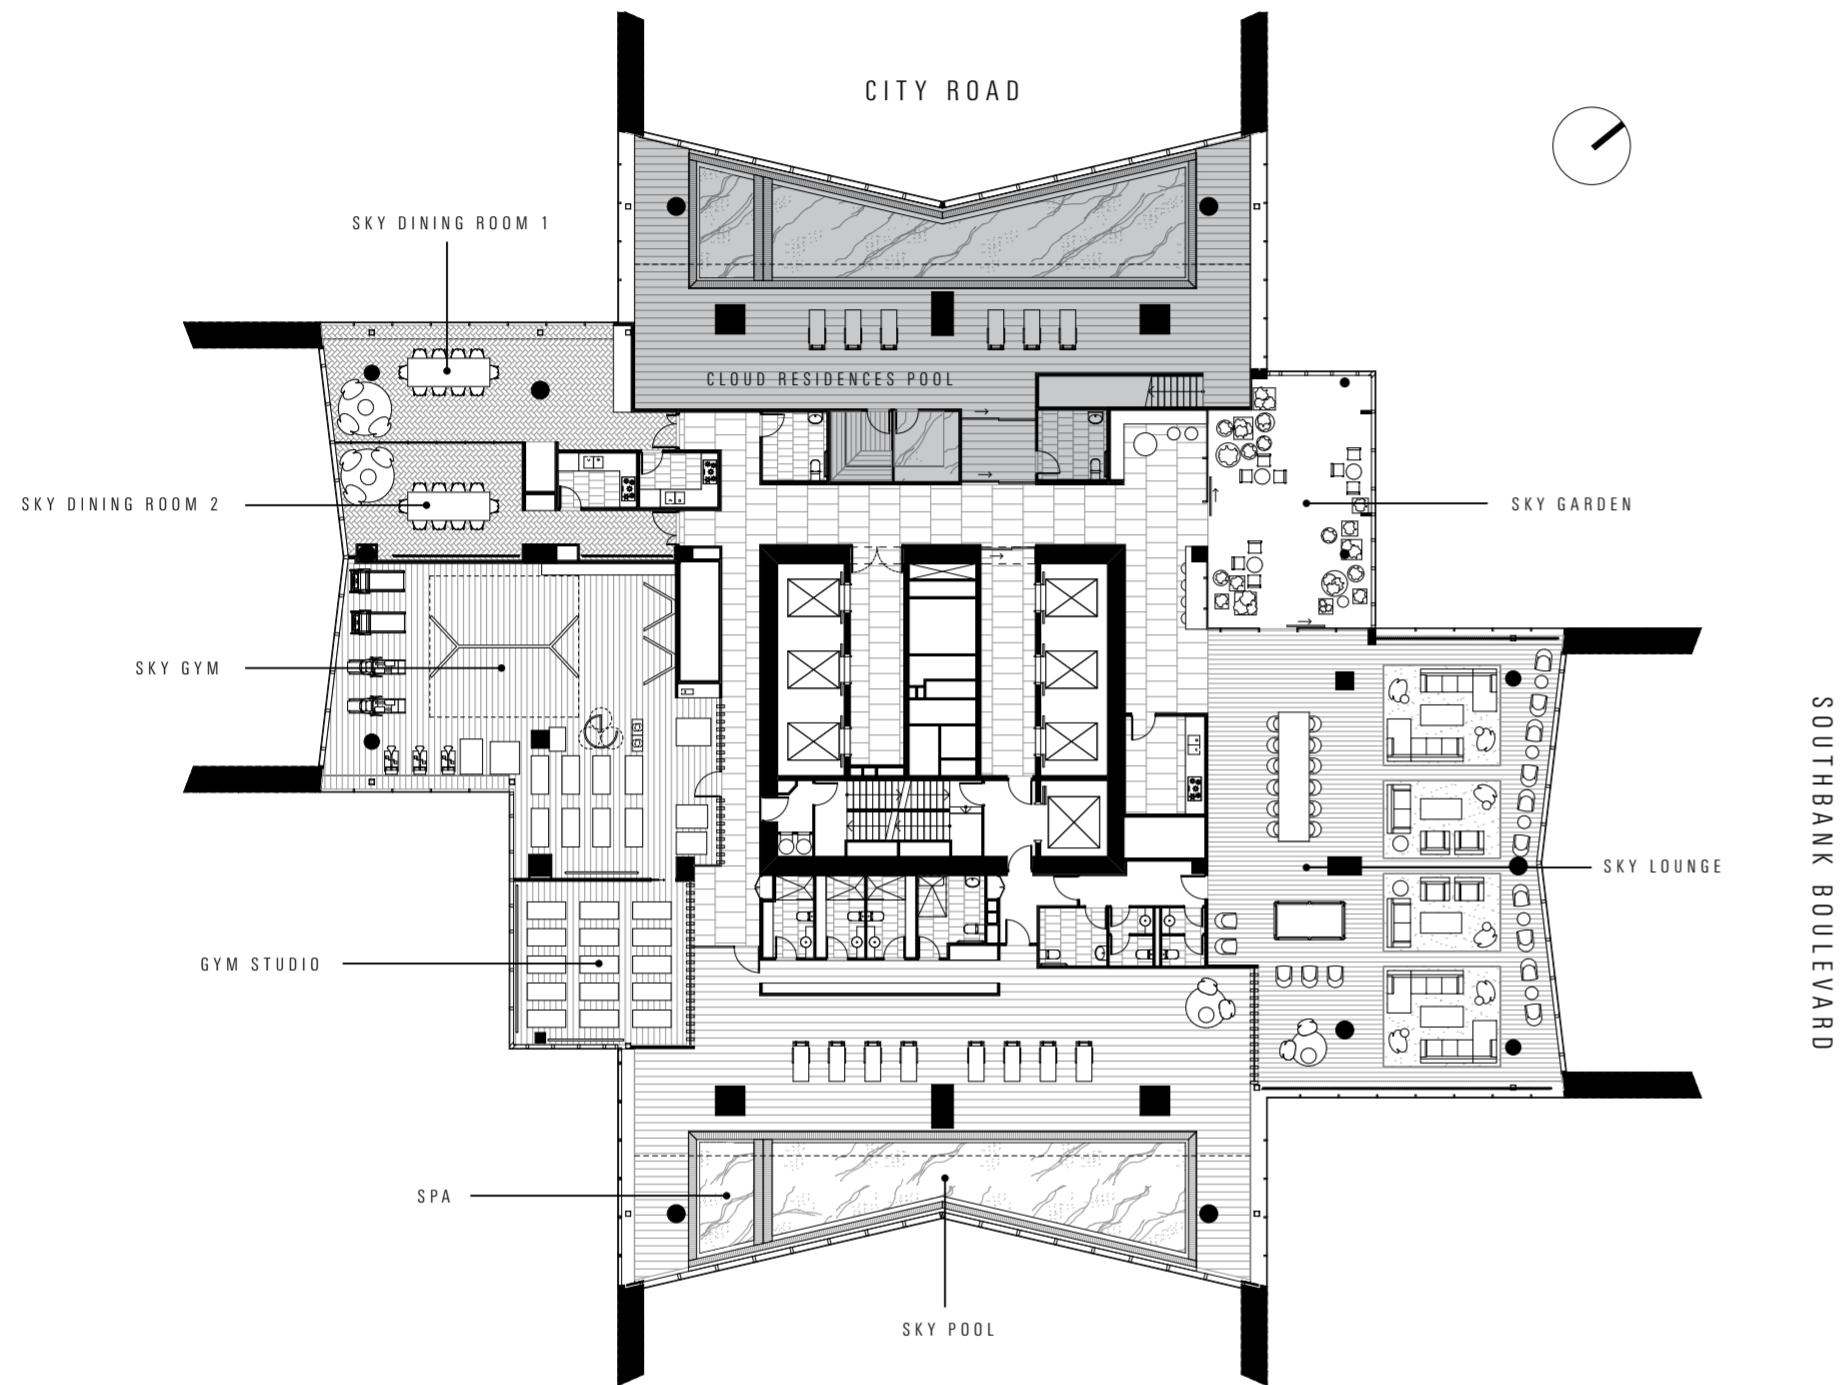 CITY ROAD
SKY DINING ROOM 1
CLOUD RESIDENCES POOL
SKY DINING ROOM 2
SKY GARDEN
SKY GYM
SOUTHBANK BOULEVARD
SKY LOUNGE
GYM STUDIO
SPA
SKY POOL